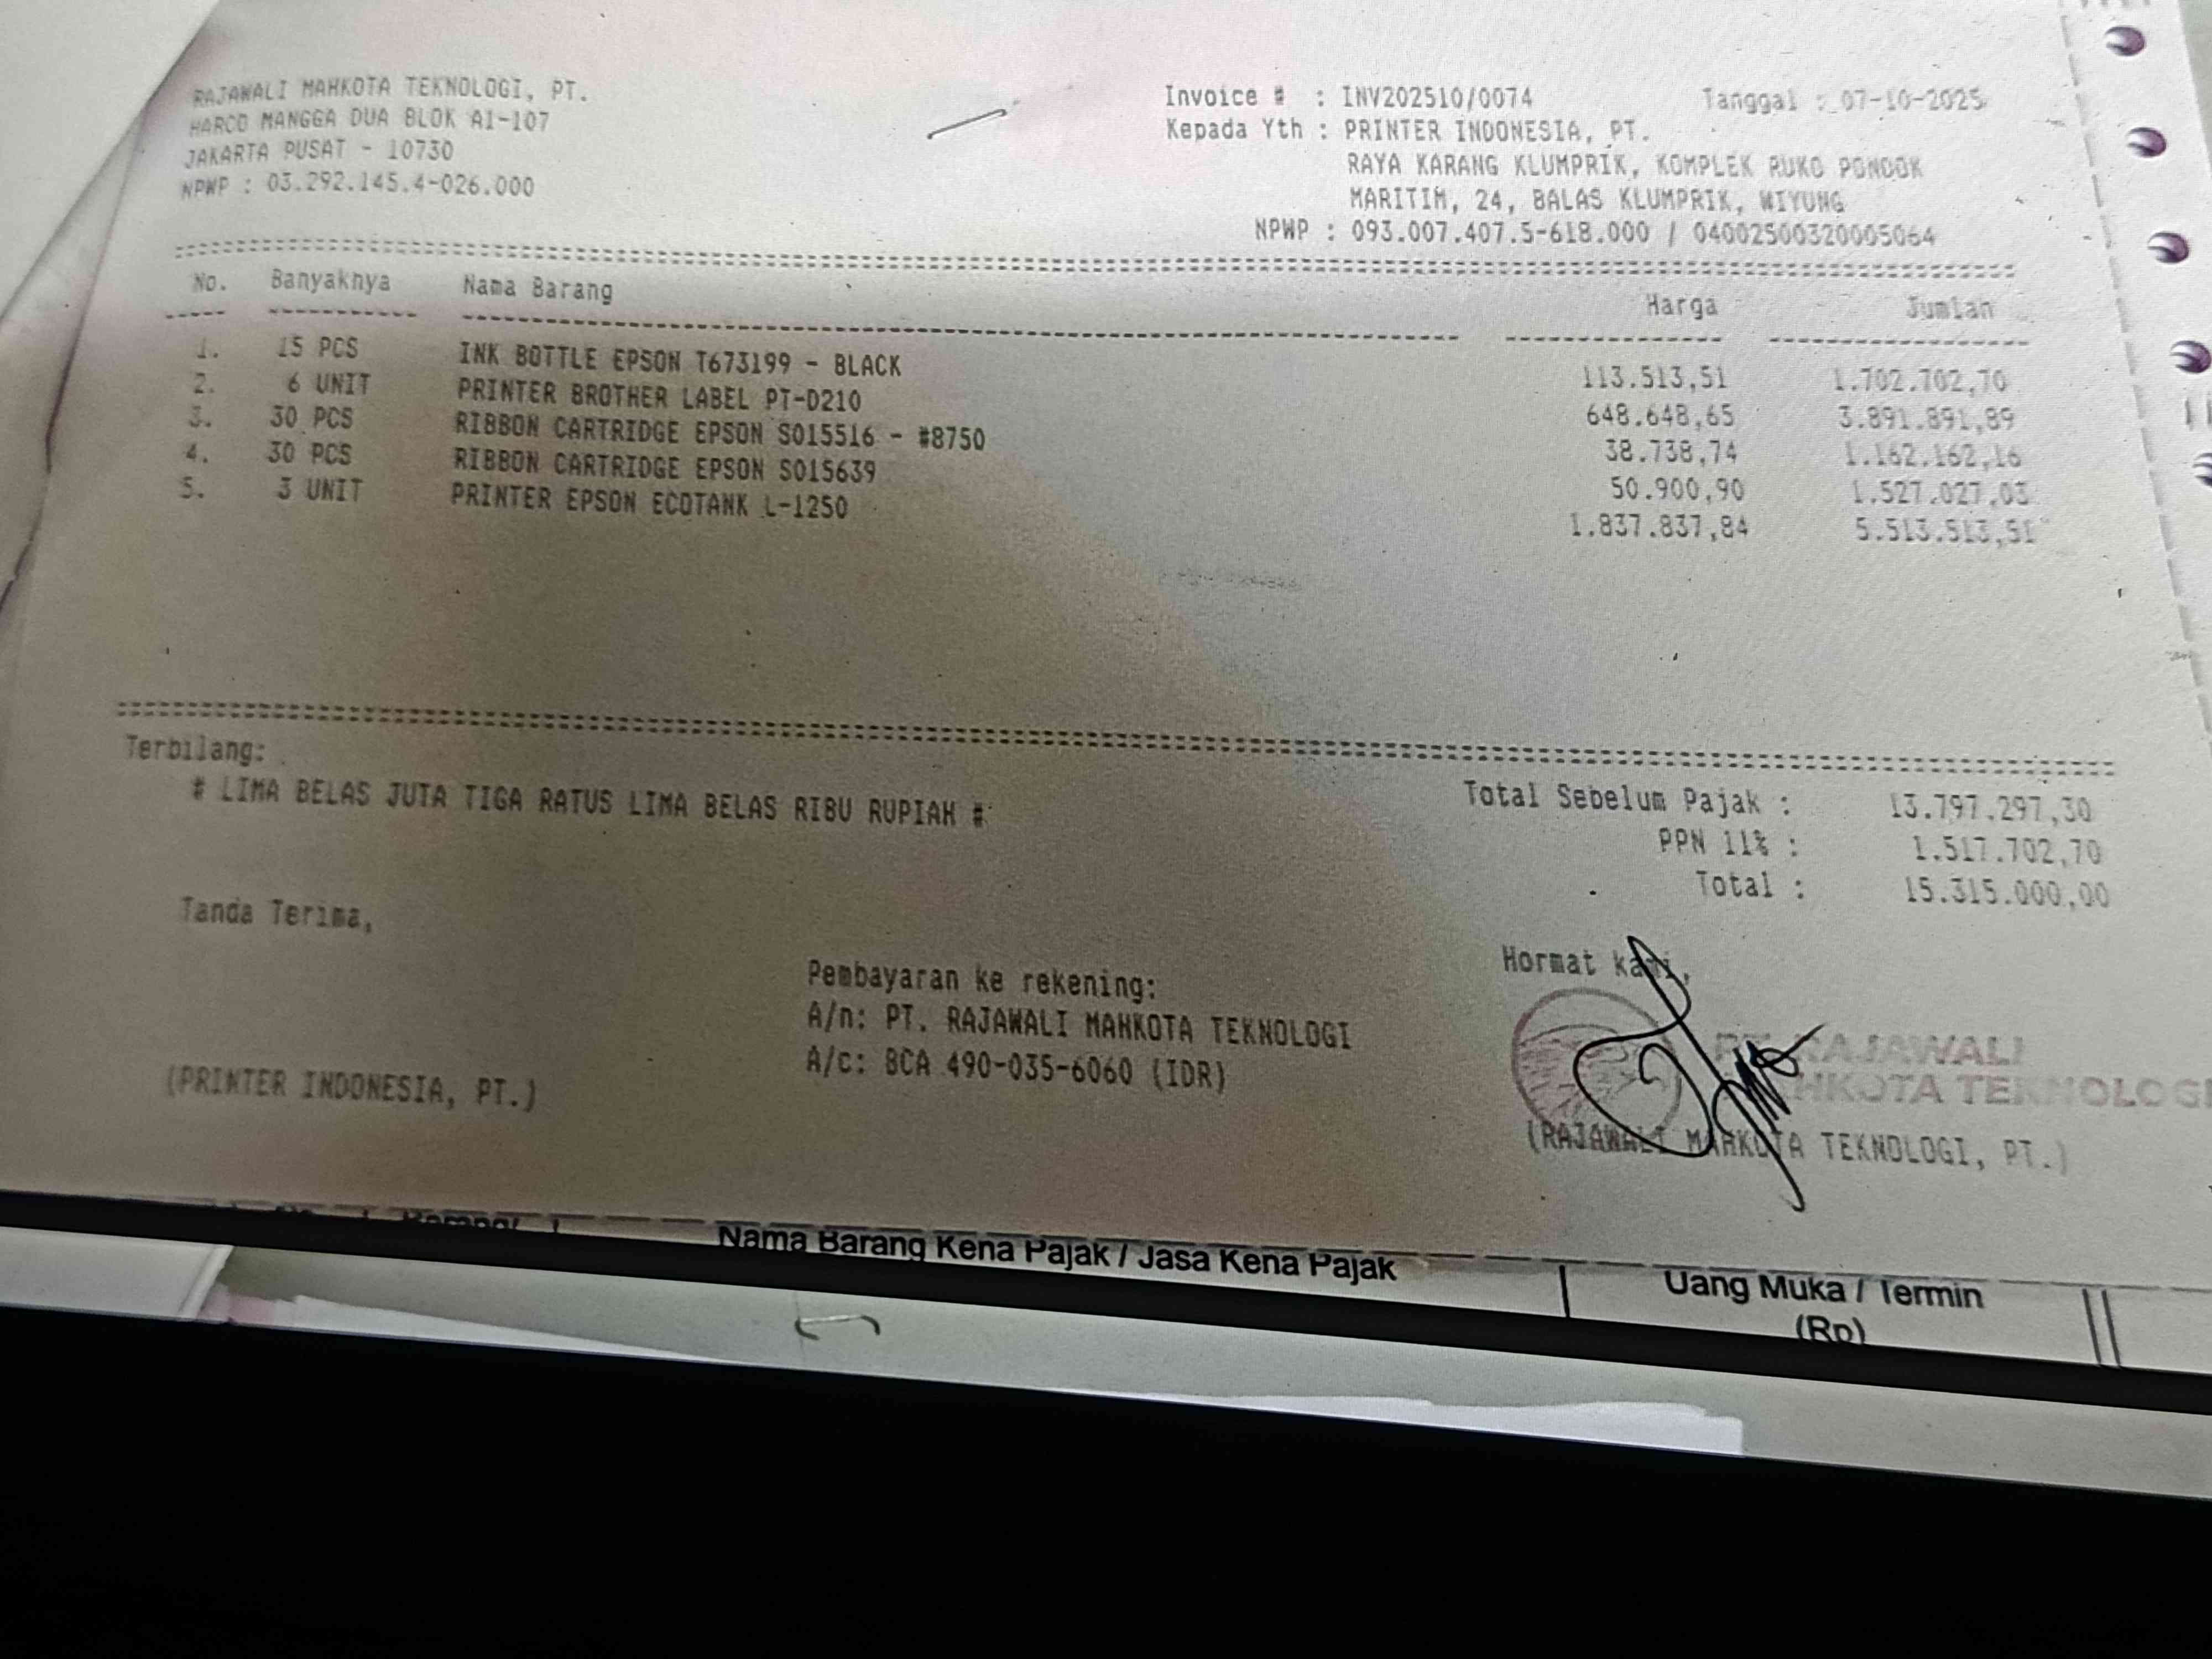 RAJAWALI MAHKOTA TEKNOLOGI, PT.
HARCO MANGGA DUA BLOK A1-107
JAKARTA PUSAT - 10730
NPWP : 03.292.145.4-026.000
Invoice # : INV202510/0074 Tanggal : 07-10-2025
Kepada Yth : PRINTER INDONESIA, PT.
RAYA KARANG KLUMPRIK, KOMPLEK RUKO PONDOK
MARITIM, 24, BALAS KLUMPRIK, WIYUNG
NPWP : 093.007.407.5-618.000 / 04002500320005064
No. Banyaknya Nama Barang Harga Jumlah
1. 15 PCS INK BOTTLE EPSON T673199 - BLACK 113.513,51 1.702.702,70
2. 6 UNIT PRINTER BROTHER LABEL PT-D210 648.648,65 3.891.891,89
3. 30 PCS RIBBON CARTRIDGE EPSON S015516 - #8750 38.738,74 1.162.162,16
4. 30 PCS RIBBON CARTRIDGE EPSON S015639 50.900,90 1.527.027,03
5. 3 UNIT PRINTER EPSON ECOTANK L-1250 1.837.837,84 5.513.513,51
Terbilang:
# LIMA BELAS JUTA TIGA RATUS LIMA BELAS RIBU RUPIAH #
Total Sebelum Pajak : 13.797.297,30
PPN 11% : 1.517.702,70
Total : 15.315.000,00
Tanda Terima,
(PRINTER INDONESIA, PT.)
Pembayaran ke rekening:
A/n: PT. RAJAWALI MAHKOTA TEKNOLOGI
A/c: BCA 490-035-6060 (IDR)
Hormat kami,
PT. RAJAWALI
HKOTA TEKNOLOGI
(RAJAWALI MAHKOTA TEKNOLOGI, PT.)
Nama Barang Kena Pajak / Jasa Kena Pajak
Uang Muka / Termin
(Rp)